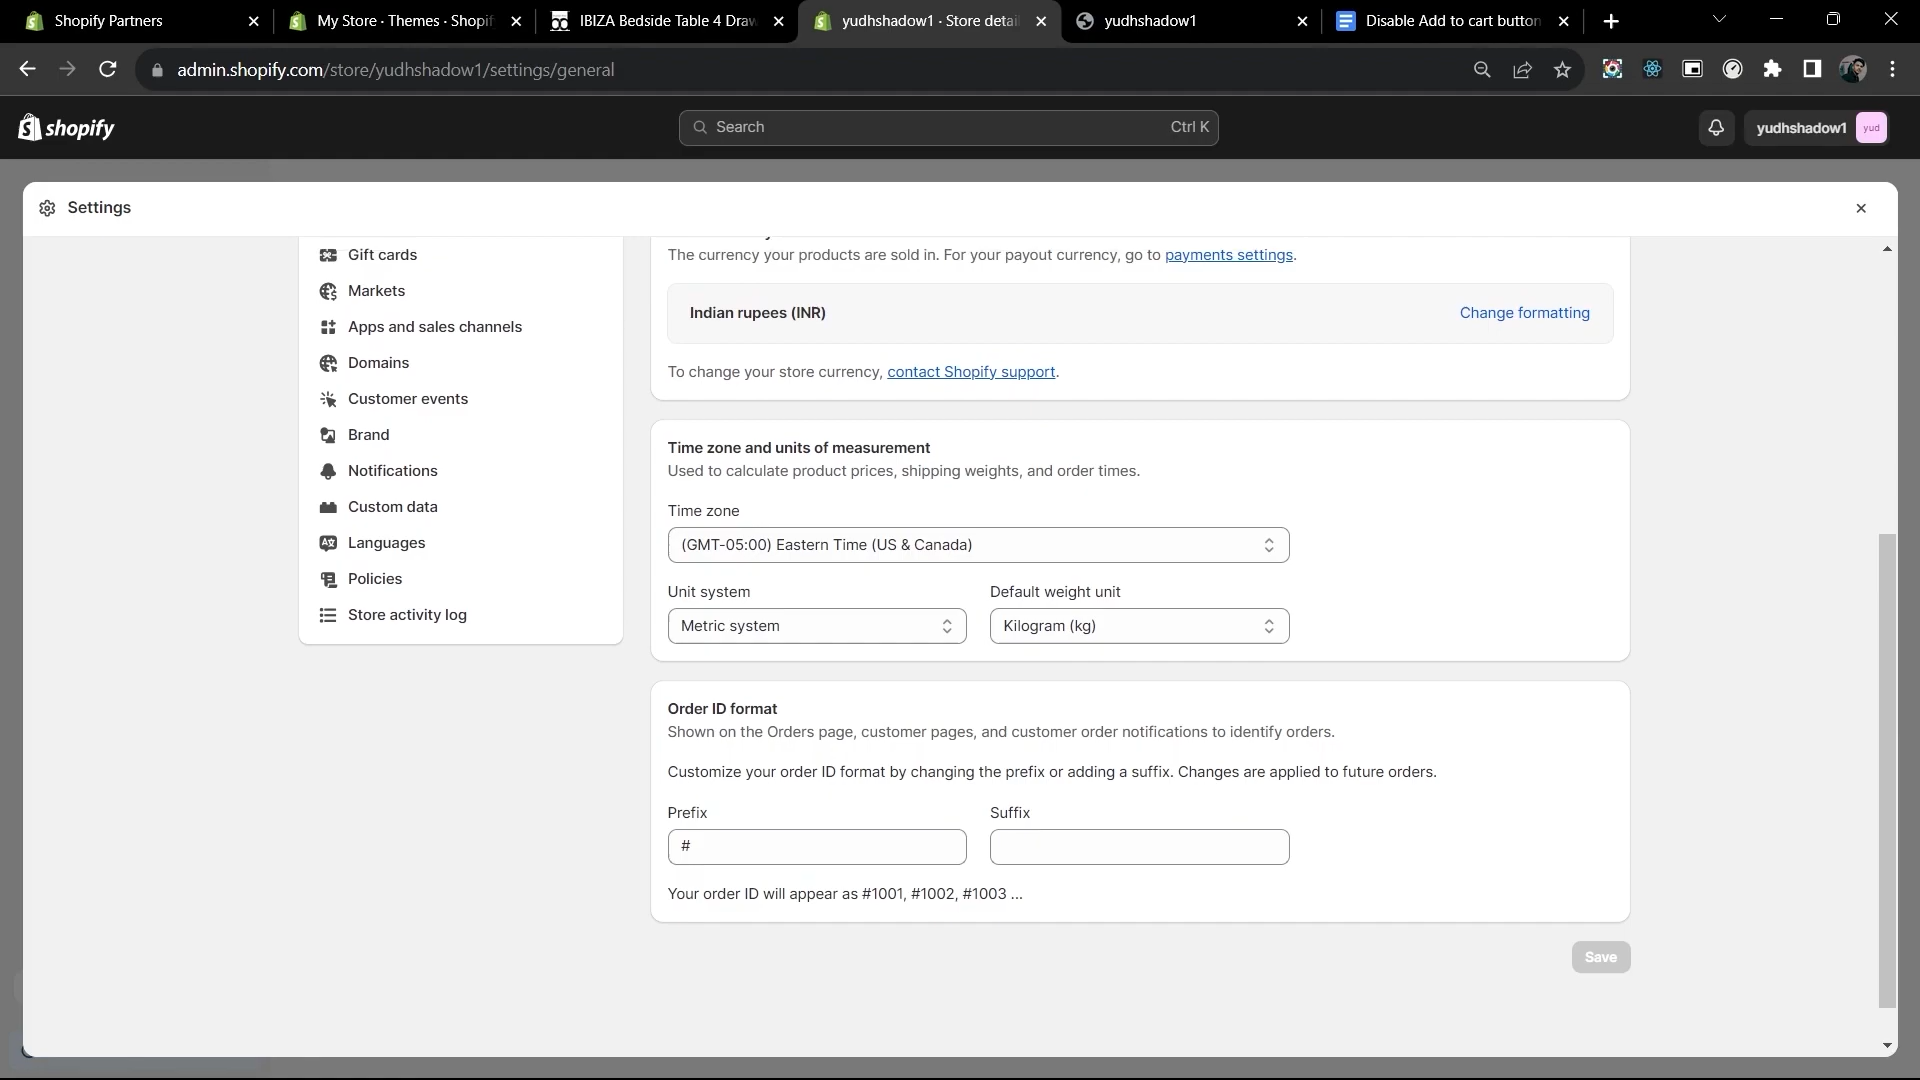 Shopify Partners
My Store · Themes · Shopif
IBIZA Bedside Table 4 Draw
yudhshadow1 · Store detail
yudhshadow1
Disable Add to cart button
admin.shopify.com/store/yudhshadow1/settings/general
shopify
Search
Ctrl K
yudhshadow1
yud
Settings
Gift cards
Markets
Apps and sales channels
Domains
Customer events
Brand
Notifications
Custom data
Languages
Policies
Store activity log
The currency your products are sold in. For your payout currency, go to payments settings.
Indian rupees (INR)
Change formatting
To change your store currency, contact Shopify support.
Time zone and units of measurement
Used to calculate product prices, shipping weights, and order times.
Time zone
(GMT-05:00) Eastern Time (US & Canada)
Unit system
Default weight unit
Metric system
Kilogram (kg)
Order ID format
Shown on the Orders page, customer pages, and customer order notifications to identify orders.
Customize your order ID format by changing the prefix or adding a suffix. Changes are applied to future orders.
Prefix
Suffix
#
Your order ID will appear as #1001, #1002, #1003 ...
Save